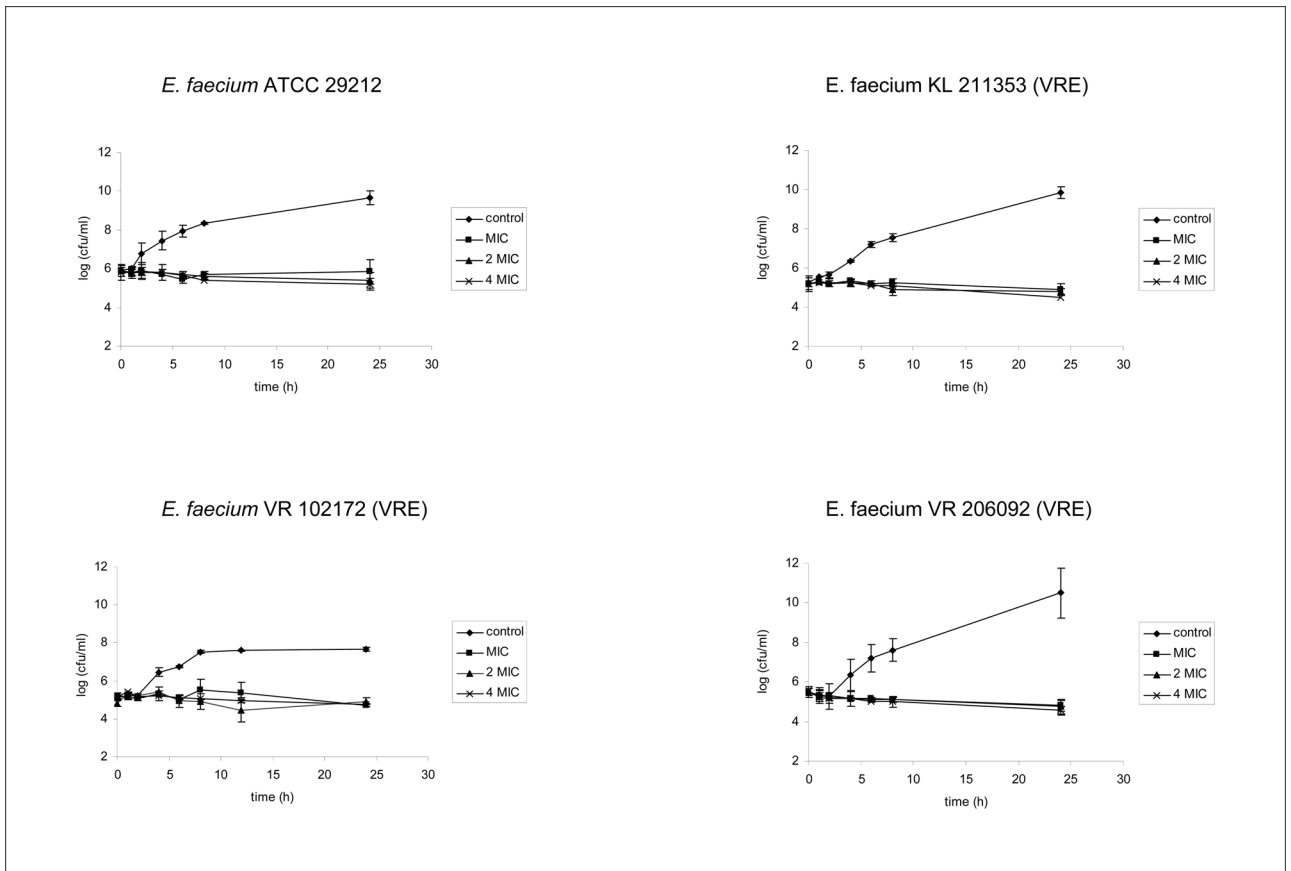 E. faecium ATCC 29212
12
10
8
6
4
2
0 5 10 15 20 25 30
log (cfu/ml)
time (h)
control
MIC
2 MIC
4 MIC
E. faecium KL 211353 (VRE)
12
10
8
6
4
2
0 5 10 15 20 25 30
log (cfu/ml)
time (h)
control
MIC
2 MIC
4 MIC
E. faecium VR 102172 (VRE)
12
10
8
6
4
2
0 5 10 15 20 25 30
log (cfu/ml)
time (h)
control
MIC
2 MIC
4 MIC
E. faecium VR 206092 (VRE)
12
10
8
6
4
2
0 5 10 15 20 25 30
log (cfu/ml)
time (h)
control
MIC
2 MIC
4 MIC